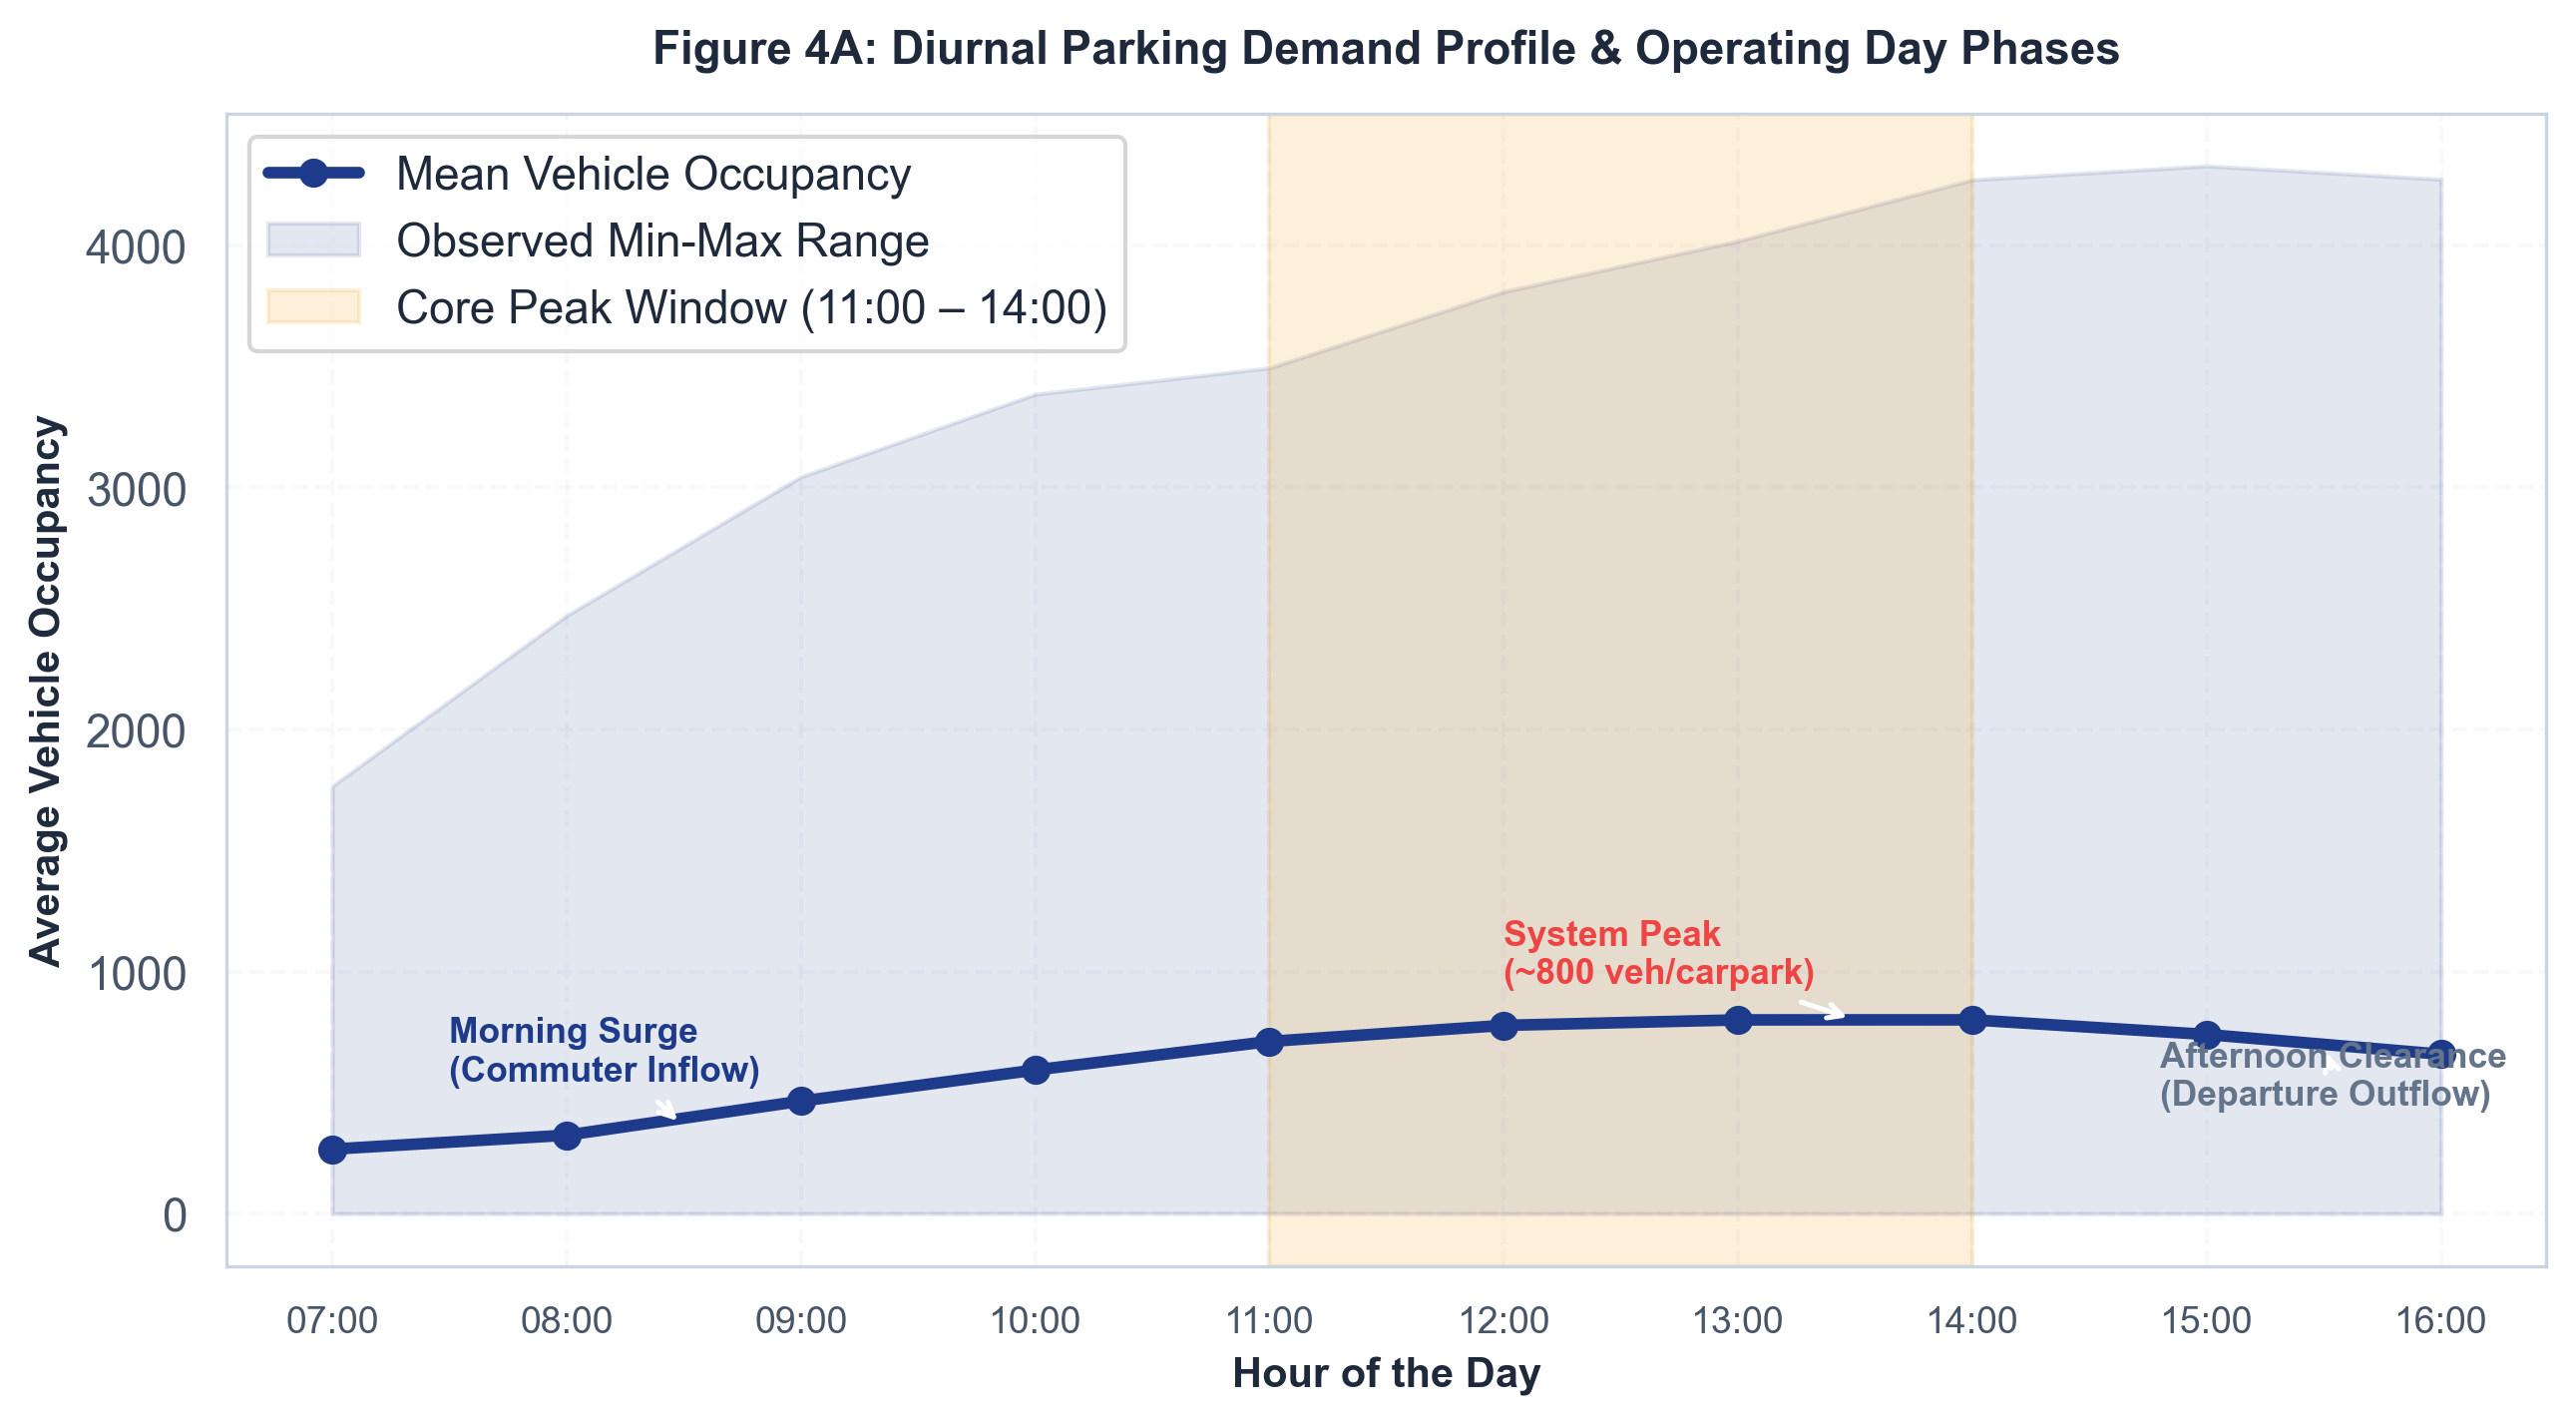 Figure 4A: Diurnal Parking Demand Profile & Operating Day Phases
Mean Vehicle Occupancy
Observed Min-Max Range
Core Peak Window (11:00 – 14:00)
Average Vehicle Occupancy
4000
3000
2000
1000
0
System Peak
(~800 veh/carpark)
Morning Surge
(Commuter Inflow)
Afternoon Clearance
(Departure Outflow)
07:00
08:00
09:00
10:00
11:00
12:00
13:00
14:00
15:00
16:00
Hour of the Day